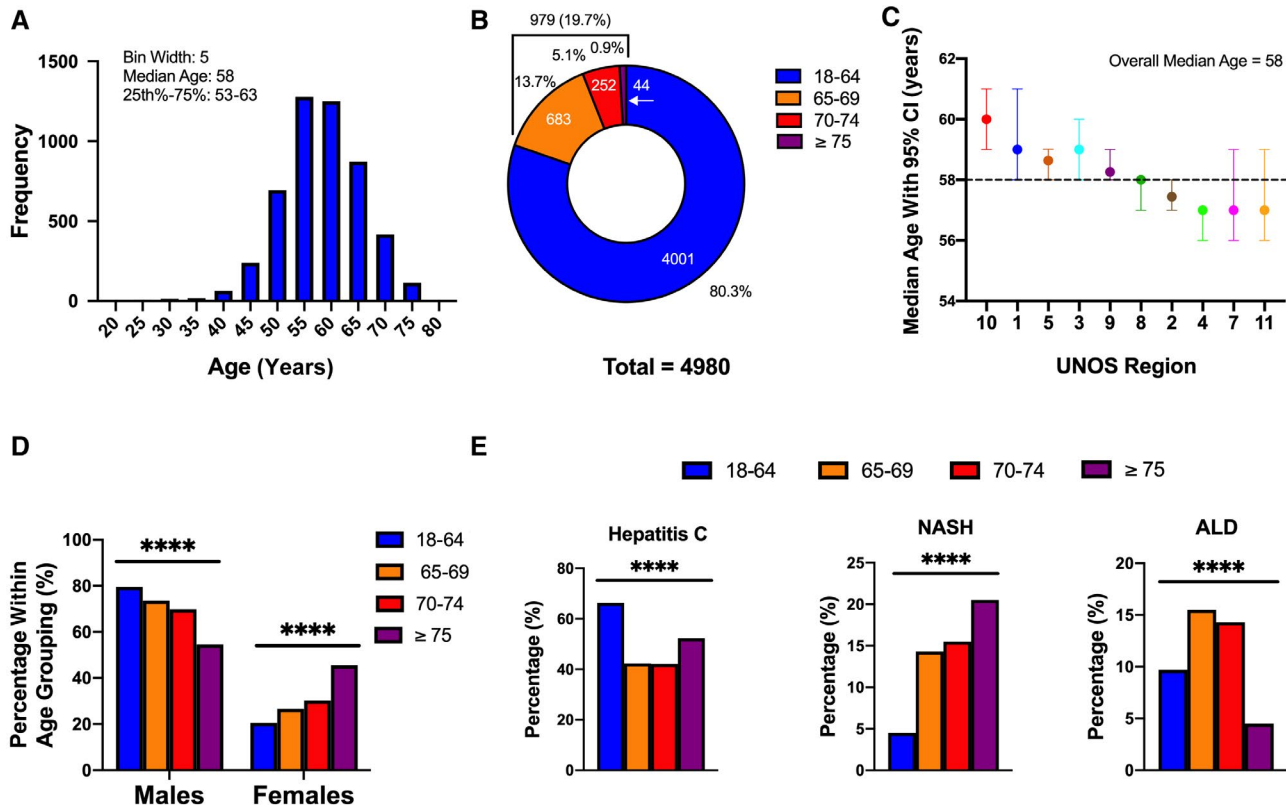 A
Bin Width: 5
Median Age: 58
25th%-75%: 53-63
Frequency
1500
1000
500
0
20 25 30 35 40 45 50 55 60 65 70 75 80
Age (Years)
B
979 (19.7%)
0.9%
5.1%
13.7%
44
252
683
4001
80.3%
18-64
65-69
70-74
≥ 75
Total = 4980
C
Overall Median Age = 58
Median Age With 95% CI (years)
62
60
58
56
54
10 1 5 3 9 8 2 4 7 11
UNOS Region
D
Percentage Within
Age Grouping (%)
100
80
60
40
20
0
****
****
Males Females
18-64
65-69
70-74
≥ 75
E
18-64 65-69 70-74 ≥ 75
Hepatitis C
****
Percentage (%)
80
60
40
20
0
NASH
****
Percentage (%)
25
20
15
10
5
0
ALD
****
Percentage (%)
20
15
10
5
0